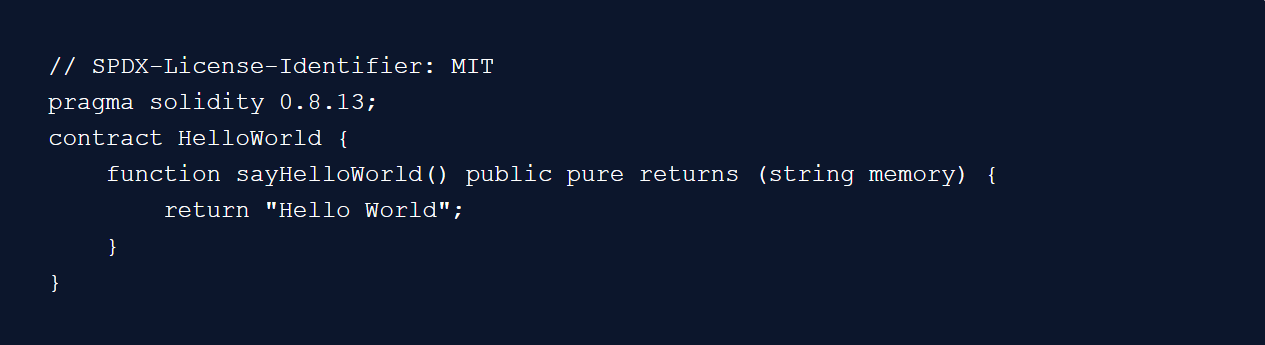 // SPDX-License-Identifier: MIT
pragma solidity 0.8.13;
contract HelloWorld {
    function sayHelloWorld() public pure returns (string memory) {
        return "Hello World";
    }
}